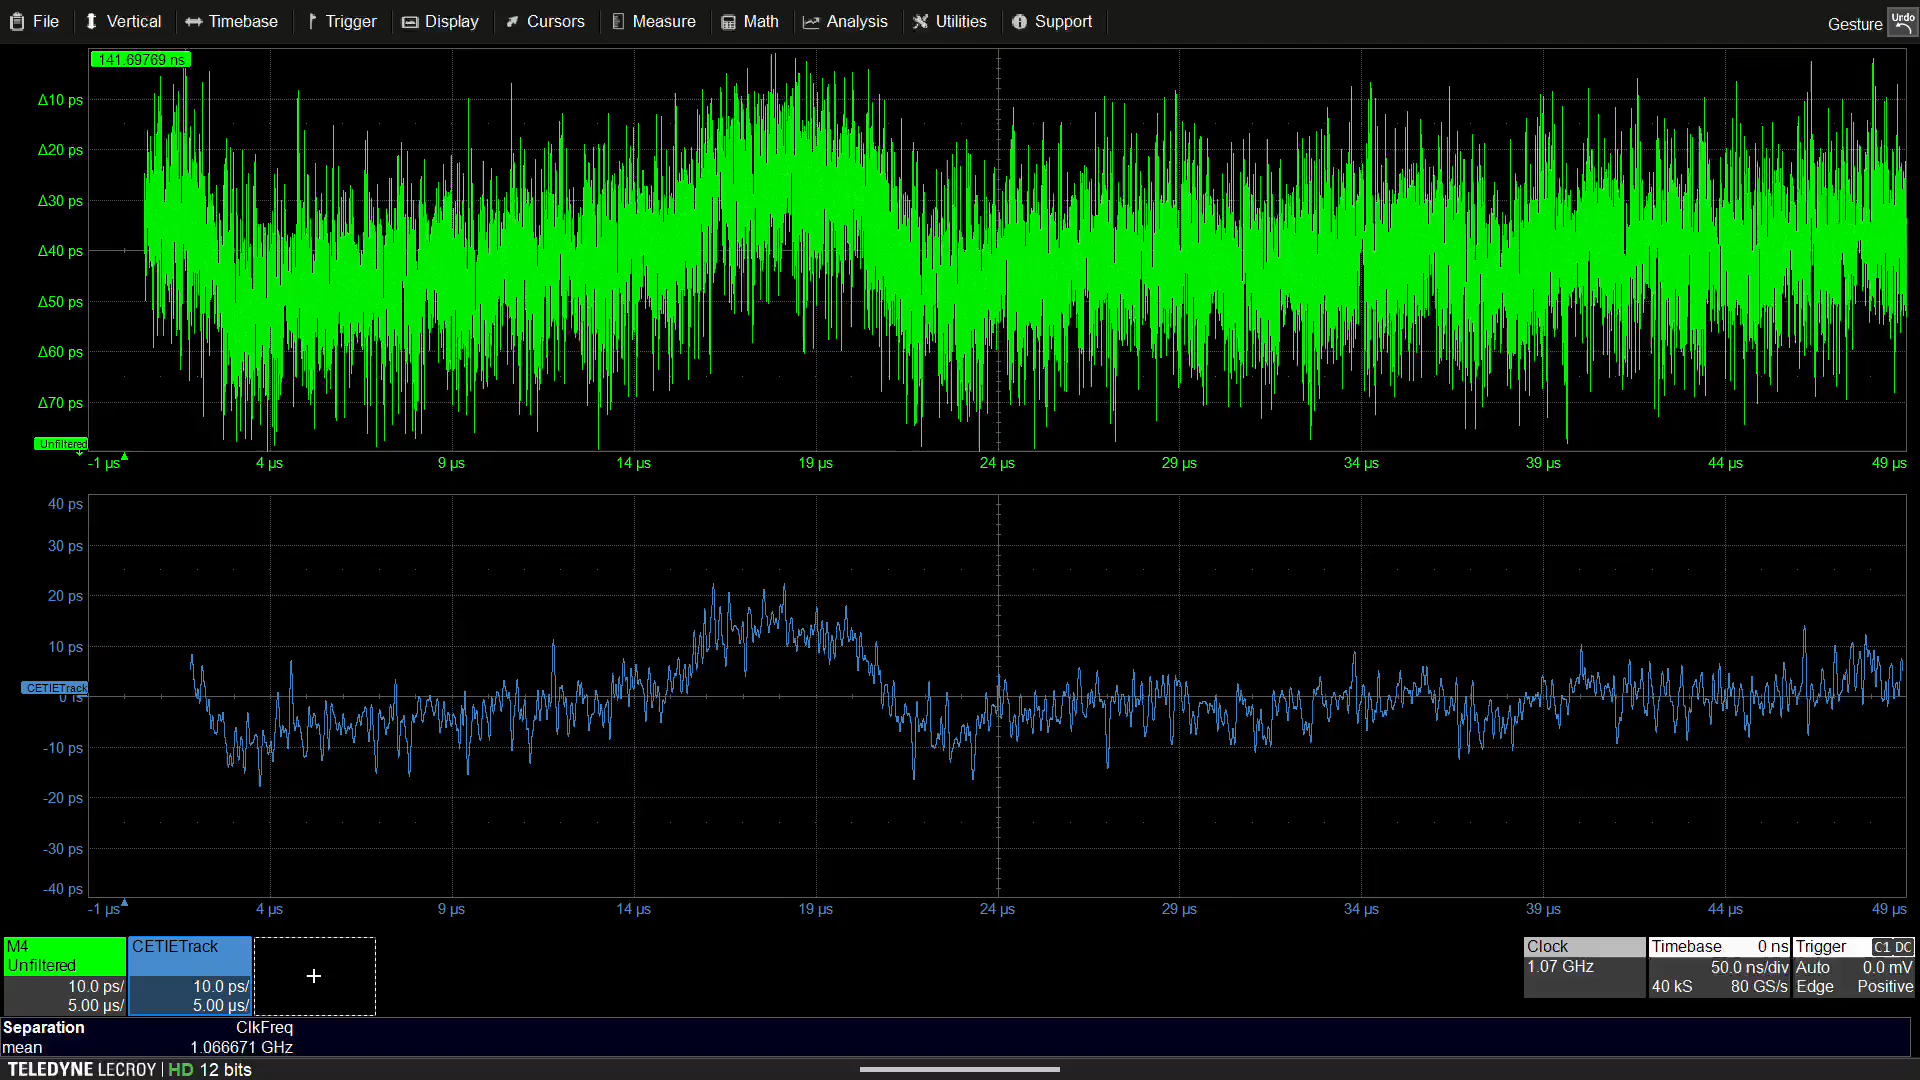 File Vertical Timebase Trigger Display Cursors Measure Math Analysis Utilities Support Gesture Undo
141.69769 ns
Δ10 ps
Δ20 ps
Δ30 ps
Δ40 ps
Δ50 ps
Δ60 ps
Δ70 ps
Unfiltered
-1 µs 4 µs 9 µs 14 µs 19 µs 24 µs 29 µs 34 µs 39 µs 44 µs 49 µs
40 ps
30 ps
20 ps
10 ps
CETIETrack
-10 ps
-20 ps
-30 ps
-40 ps
-1 µs 4 µs 9 µs 14 µs 19 µs 24 µs 29 µs 34 µs 39 µs 44 µs 49 µs
M4
Unfiltered
10.0 ps/
5.00 µs/
CETIETrack
10.0 ps/
5.00 µs/
+
Clock
1.07 GHz
Timebase 0 ns
50.0 ns/div
40 kS 80 GS/s
Trigger C1 DC
Auto 0.0 mV
Edge Positive
Separation ClkFreq
mean 1.066671 GHz
TELEDYNE LECROY | HD 12 bits